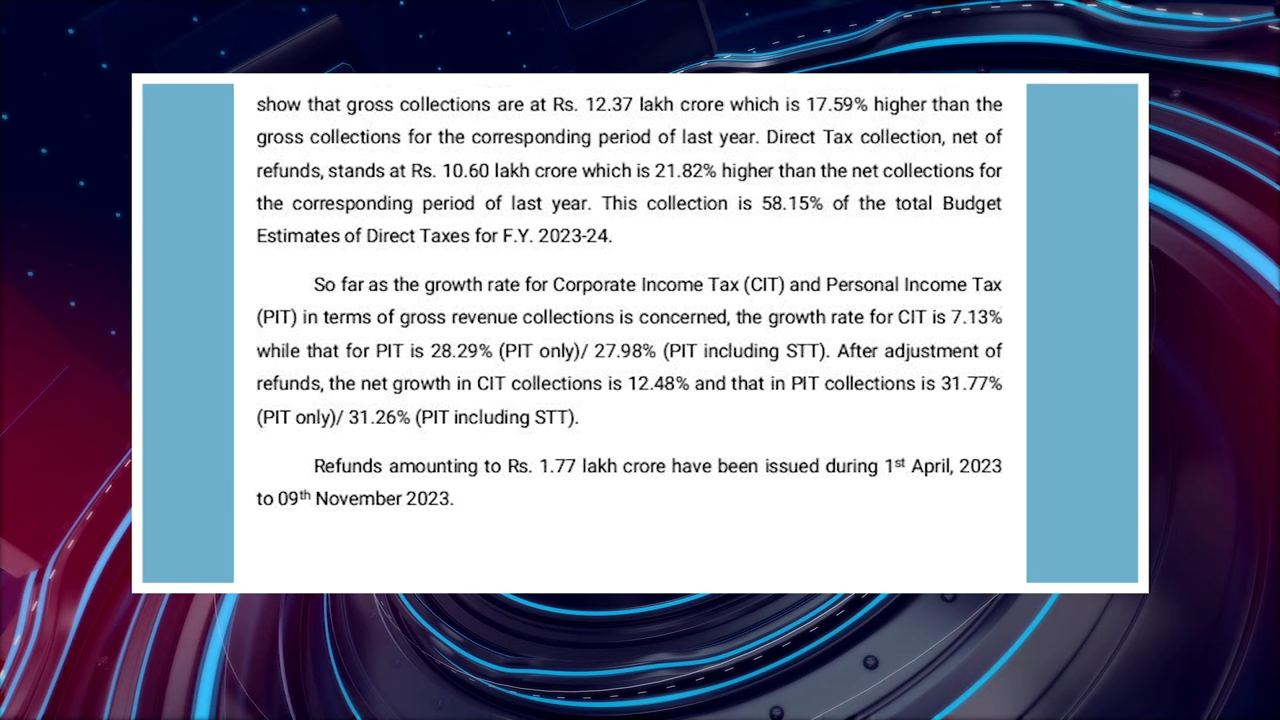 show that gross collections are at Rs. 12.37 lakh crore which is 17.59% higher than the
gross collections for the corresponding period of last year. Direct Tax collection, net of
refunds, stands at Rs. 10.60 lakh crore which is 21.82% higher than the net collections for
the corresponding period of last year. This collection is 58.15% of the total Budget
Estimates of Direct Taxes for F.Y. 2023-24.
So far as the growth rate for Corporate Income Tax (CIT) and Personal Income Tax
(PIT) in terms of gross revenue collections is concerned, the growth rate for CIT is 7.13%
while that for PIT is 28.29% (PIT only)/ 27.98% (PIT including STT). After adjustment of
refunds, the net growth in CIT collections is 12.48% and that in PIT collections is 31.77%
(PIT only)/ 31.26% (PIT including STT).
Refunds amounting to Rs. 1.77 lakh crore have been issued during 1st April, 2023
to 09th November 2023.